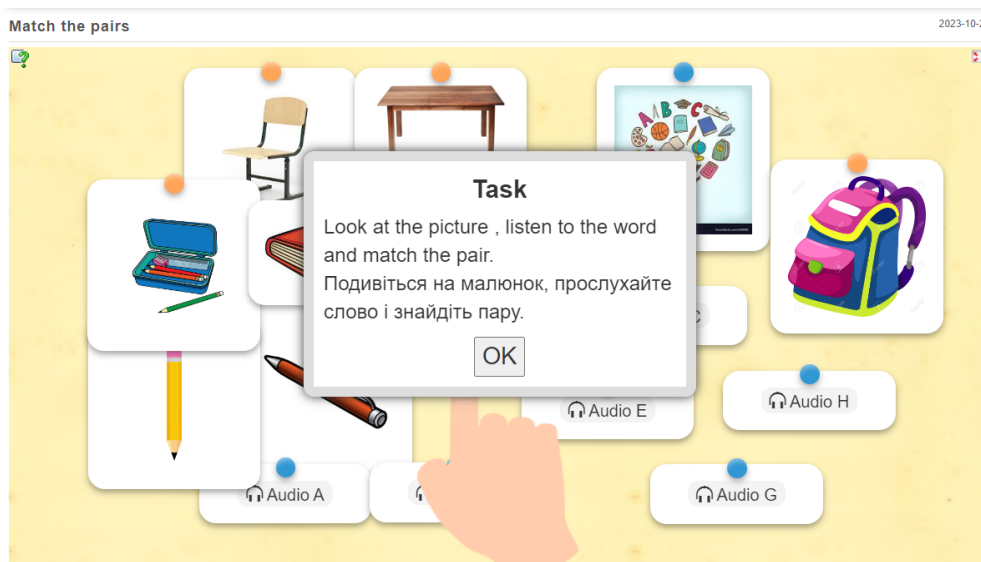 Match the pairs
2023-10-2
Task
Look at the picture , listen to the word
and match the pair.
Подивіться на малюнок, прослухайте
слово і знайдіть пару.
OK
A B C
C
Audio E
Audio H
Audio A
Audio G